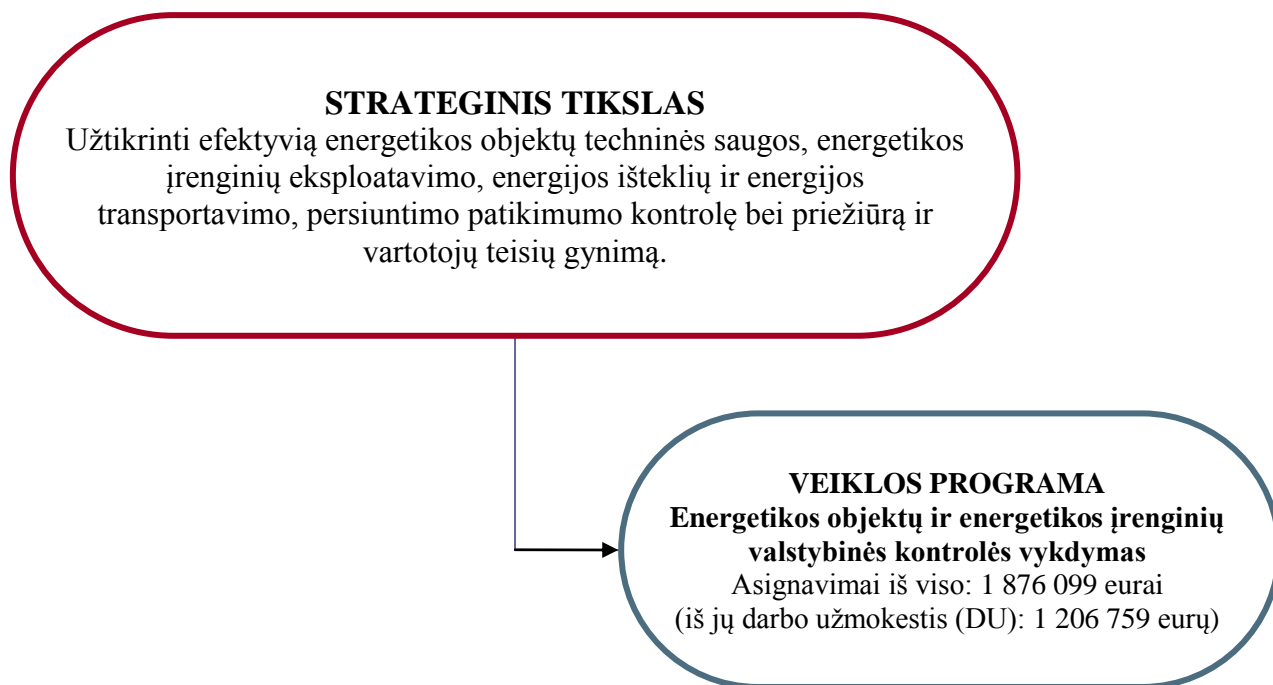 STRATEGINIS TIKSLAS
Užtikrinti efektyvią energetikos objektų techninės saugos, energetikos
įrenginių eksploatavimo, energijos išteklių ir energijos
transportavimo, persiuntimo patikimumo kontrolę bei priežiūrą ir
vartotojų teisių gynimą.
VEIKLOS PROGRAMA
Energetikos objektų ir energetikos įrenginių
valstybinės kontrolės vykdymas
Asignavimai iš viso: 1 876 099 eurai
(iš jų darbo užmokestis (DU): 1 206 759 eurų)